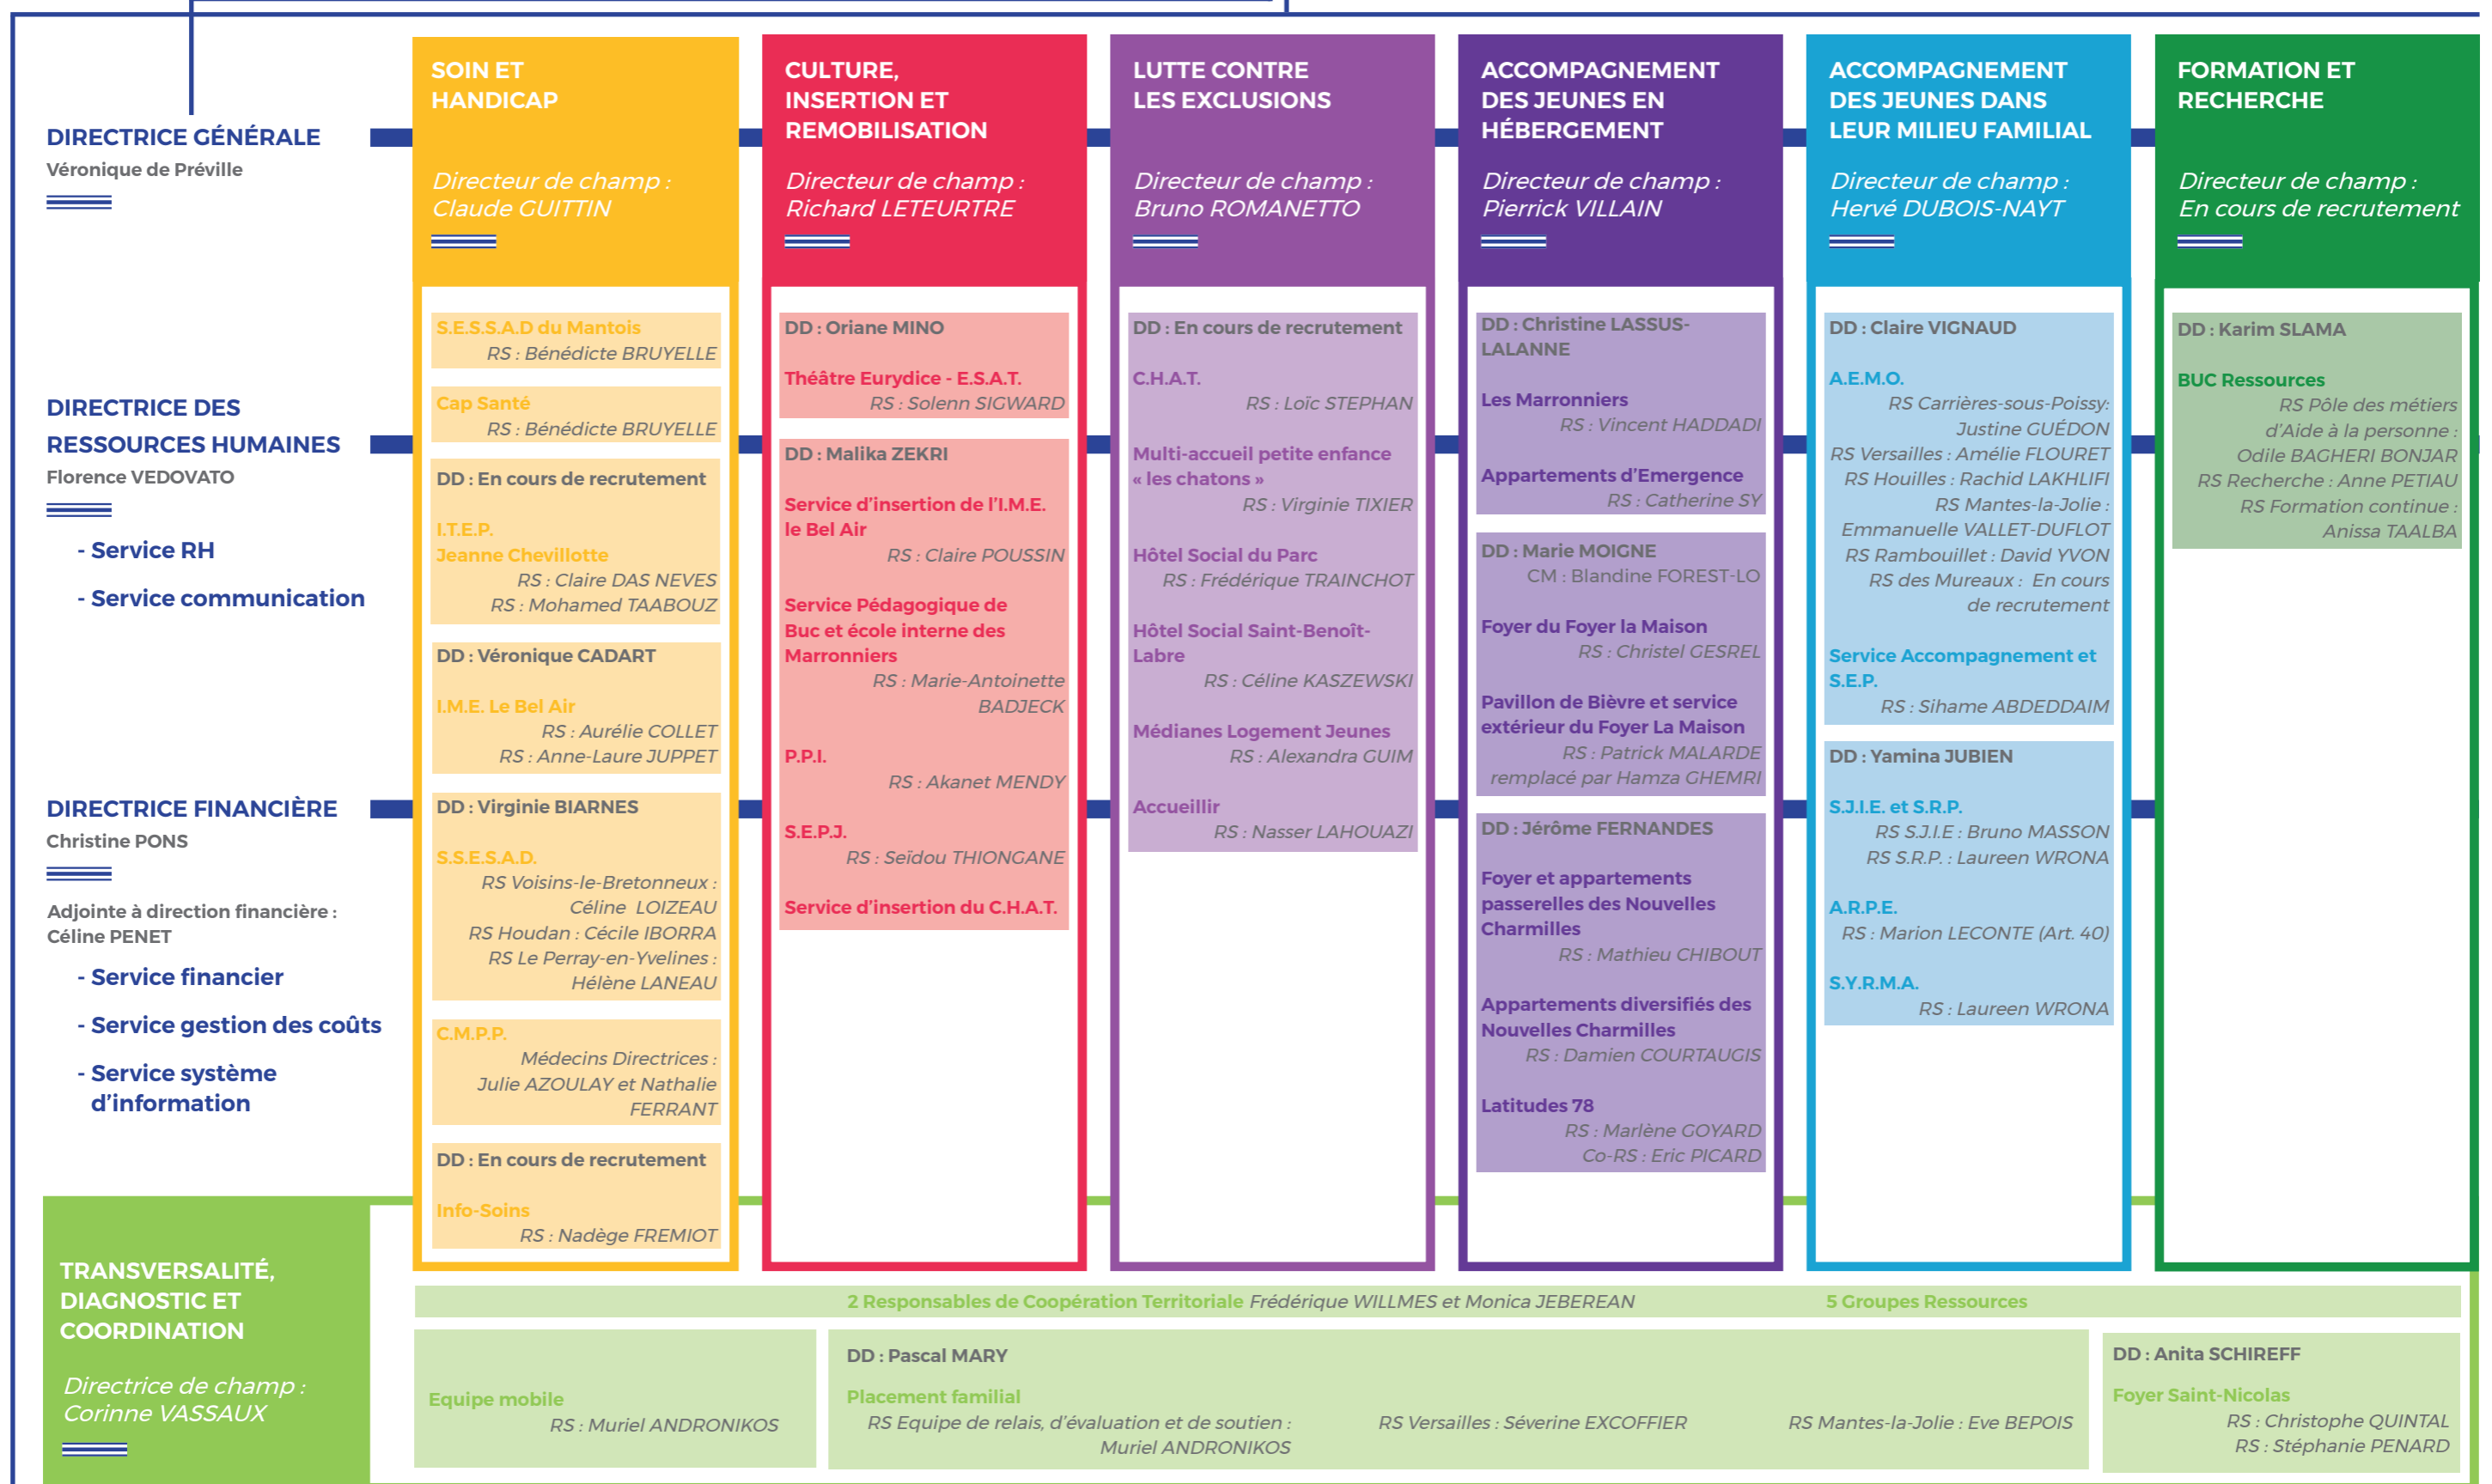 DIRECTRICE GÉNÉRALE
Véronique de Préville
DIRECTRICE DES
RESSOURCES HUMAINES
Florence VEDOVATO
- Service RH
- Service communication
DIRECTRICE FINANCIÈRE
Christine PONS
Adjointe à direction financière :
Céline PENET
- Service financier
- Service gestion des coûts
- Service système
d’information
SOIN ET
HANDICAP
Directeur de champ :
Claude GUITTIN
S.E.S.S.A.D du Mantois
RS : Bénédicte BRUYELLE
Cap Santé
RS : Bénédicte BRUYELLE
DD : En cours de recrutement
I.T.E.P.
Jeanne Chevillotte
RS : Claire DAS NEVES
RS : Mohamed TAABOUZ
DD : Véronique CADART
I.M.E. Le Bel Air
RS : Aurélie COLLET
RS : Anne-Laure JUPPET
DD : Virginie BIARNES
S.S.E.S.A.D.
RS Voisins-le-Bretonneux :
Céline LOIZEAU
RS Houdan : Cécile IBORRA
RS Le Perray-en-Yvelines :
Hélène LANEAU
C.M.P.P.
Médecins Directrices :
Julie AZOULAY et Nathalie
FERRANT
DD : En cours de recrutement
Info-Soins
RS : Nadège FREMIOT
CULTURE,
INSERTION ET
REMOBILISATION
Directeur de champ :
Richard LETEURTRE
DD : Oriane MINO
Théâtre Eurydice - E.S.A.T.
RS : Solenn SIGWARD
DD : Malika ZEKRI
Service d’insertion de l’I.M.E.
le Bel Air
RS : Claire POUSSIN
Service Pédagogique de
Buc et école interne des
Marronniers
RS : Marie-Antoinette
BADJECK
P.P.I.
RS : Akanet MENDY
S.E.P.J.
RS : Seïdou THIONGANE
Service d’insertion du C.H.A.T.
LUTTE CONTRE
LES EXCLUSIONS
Directeur de champ :
Bruno ROMANETTO
DD : En cours de recrutement
C.H.A.T.
RS : Loïc STEPHAN
Multi-accueil petite enfance
« les chatons »
RS : Virginie TIXIER
Hôtel Social du Parc
RS : Frédérique TRAINCHOT
Hôtel Social Saint-Benoît-
Labre
RS : Céline KASZEWSKI
Médianes Logement Jeunes
RS : Alexandra GUIM
Accueillir
RS : Nasser LAHOUAZI
ACCOMPAGNEMENT
DES JEUNES EN
HÉBERGEMENT
Directeur de champ :
Pierrick VILLAIN
DD : Christine LASSUS-
LALANNE
Les Marronniers
RS : Vincent HADDADI
Appartements d’Emergence
RS : Catherine SY
DD : Marie MOIGNE
CM : Blandine FOREST-LO
Foyer du Foyer la Maison
RS : Christel GESREL
Pavillon de Bièvre et service
extérieur du Foyer La Maison
RS : Patrick MALARDE
remplacé par Hamza GHEMRI
DD : Jérôme FERNANDES
Foyer et appartements
passerelles des Nouvelles
Charmilles
RS : Mathieu CHIBOUT
Appartements diversifiés des
Nouvelles Charmilles
RS : Damien COURTAUGIS
Latitudes 78
RS : Marlène GOYARD
Co-RS : Eric PICARD
ACCOMPAGNEMENT
DES JEUNES DANS
LEUR MILIEU FAMILIAL
Directeur de champ :
Hervé DUBOIS-NAYT
DD : Claire VIGNAUD
A.E.M.O.
RS Carrières-sous-Poissy:
Justine GUÉDON
RS Versailles : Amélie FLOURET
RS Houilles : Rachid LAKHLIFI
RS Mantes-la-Jolie :
Emmanuelle VALLET-DUFLOT
RS Rambouillet : David YVON
RS des Mureaux : En cours
de recrutement
Service Accompagnement et
S.E.P.
RS : Sihame ABDEDDAIM
DD : Yamina JUBIEN
S.J.I.E. et S.R.P.
RS S.J.I.E : Bruno MASSON
RS S.R.P. : Laureen WRONA
A.R.P.E.
RS : Marion LECONTE (Art. 40)
S.Y.R.M.A.
RS : Laureen WRONA
FORMATION ET
RECHERCHE
Directeur de champ :
En cours de recrutement
DD : Karim SLAMA
BUC Ressources
RS Pôle des métiers
d’Aide à la personne :
Odile BAGHERI BONJAR
RS Recherche : Anne PETIAU
RS Formation continue :
Anissa TAALBA
TRANSVERSALITÉ,
DIAGNOSTIC ET
COORDINATION
Directrice de champ :
Corinne VASSAUX
2 Responsables de Coopération Territoriale Frédérique WILLMES et Monica JEBEREAN
5 Groupes Ressources
Equipe mobile
RS : Muriel ANDRONIKOS
DD : Pascal MARY
Placement familial
RS Equipe de relais, d’évaluation et de soutien :
Muriel ANDRONIKOS
RS Versailles : Séverine EXCOFFIER
RS Mantes-la-Jolie : Eve BEPOIS
DD : Anita SCHIREFF
Foyer Saint-Nicolas
RS : Christophe QUINTAL
RS : Stéphanie PENARD